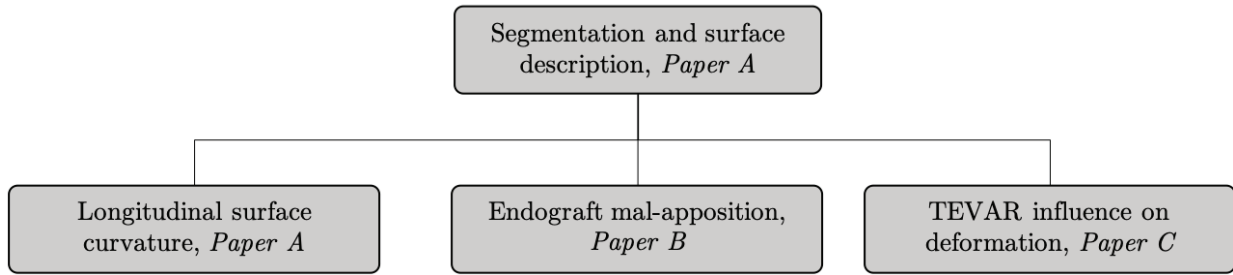 Segmentation and surface
description, Paper A
Longitudinal surface
curvature, Paper A
Endograft mal-apposition,
Paper B
TEVAR influence on
deformation, Paper C